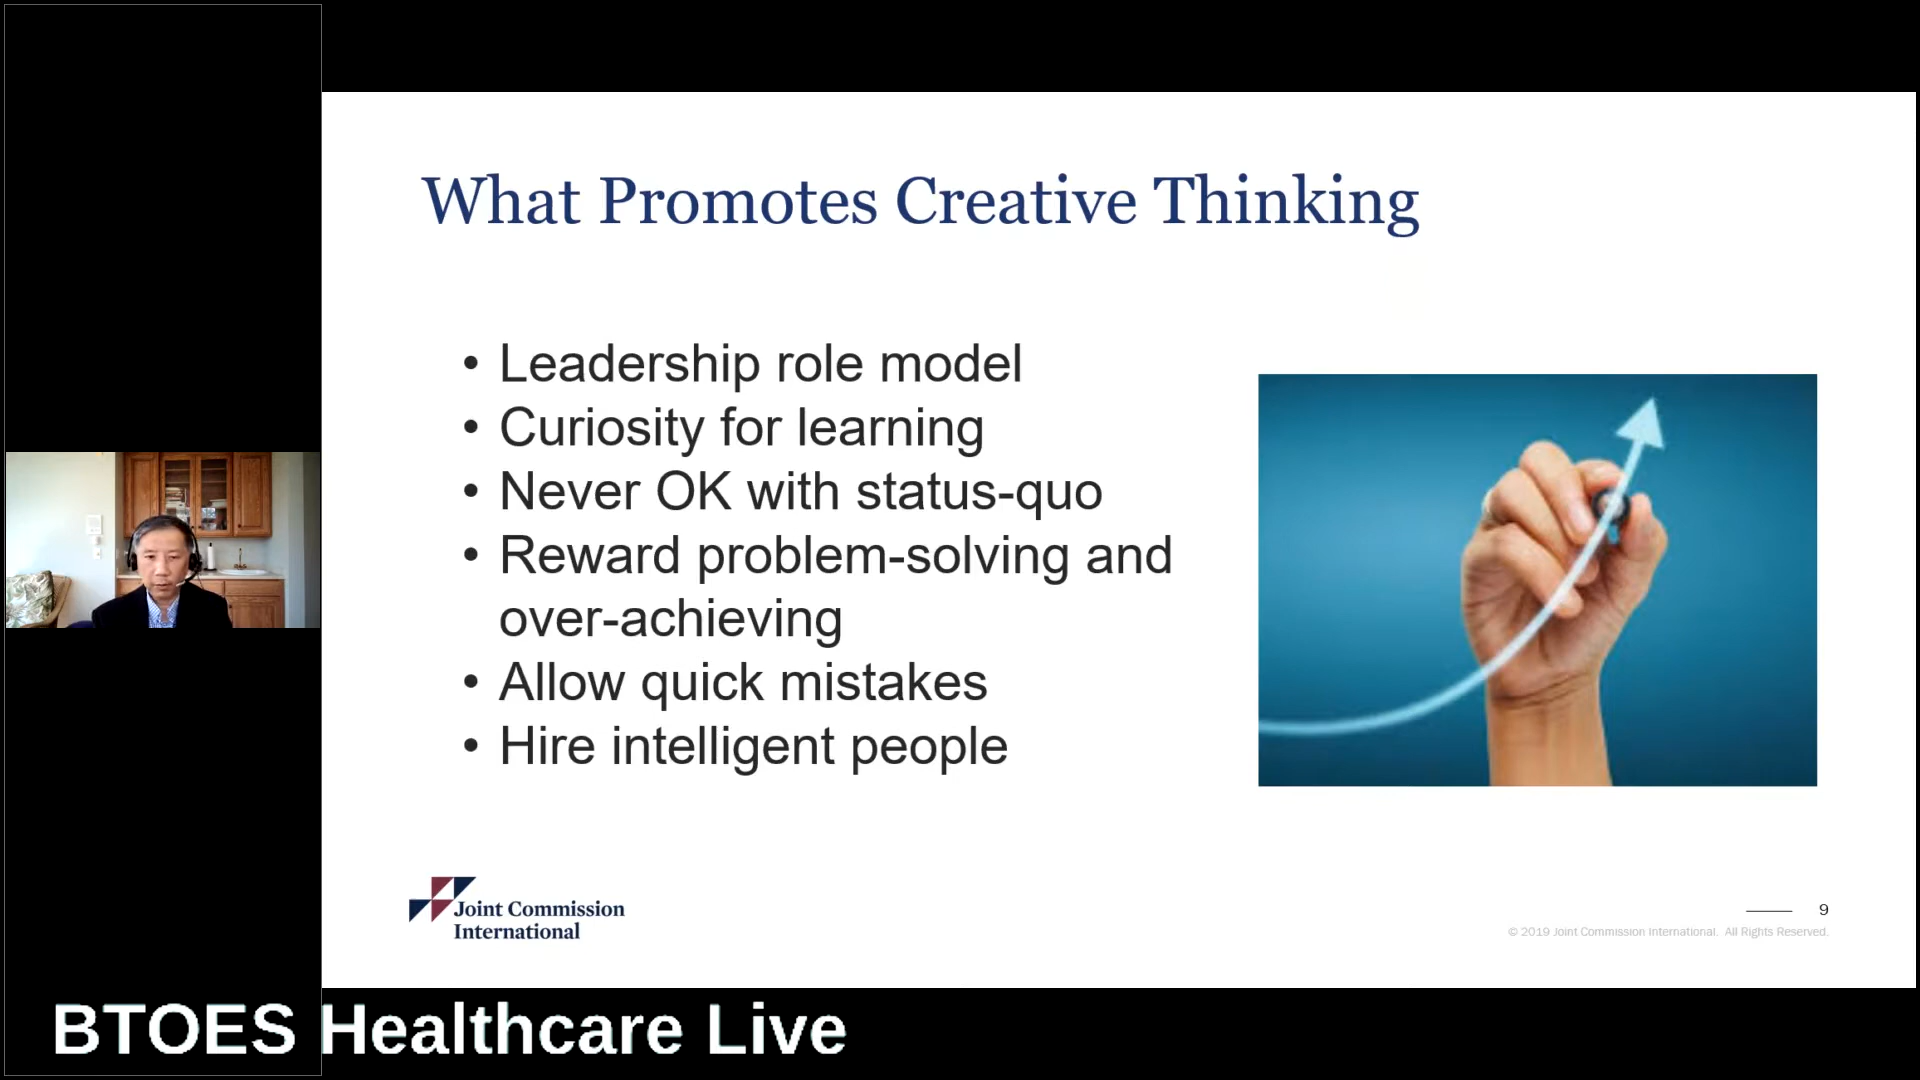 What Promotes Creative Thinking
• Leadership role model
• Curiosity for learning
• Never OK with status-quo
• Reward problem-solving and
over-achieving
• Allow quick mistakes
• Hire intelligent people
Joint Commission
International
9
© 2019 Joint Commission International. All Rights Reserved.
BTOES Healthcare Live